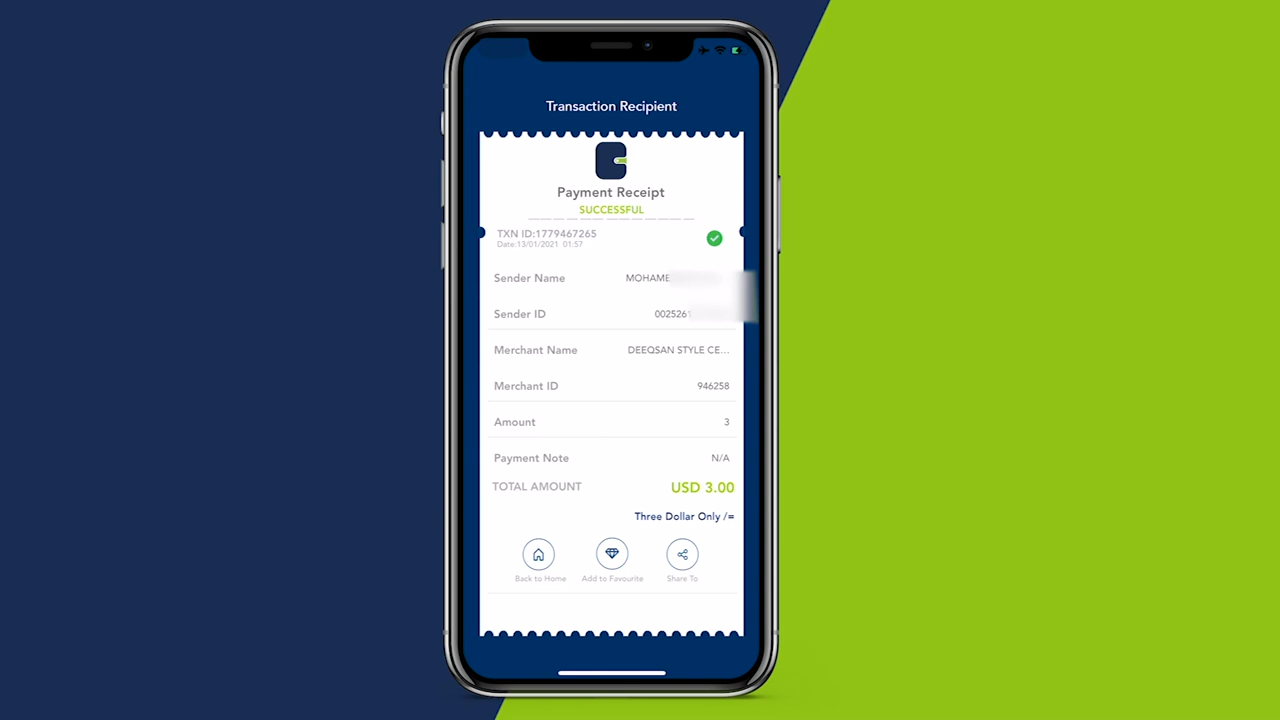 Transaction Recipient
Payment Receipt
SUCCESSFUL
TXN ID:1779467265
Date:13/01/2021 01:57
Sender Name MOHAME
Sender ID 0025261
Merchant Name DEEQSAN STYLE CE...
Merchant ID 946258
Amount 3
Payment Note N/A
TOTAL AMOUNT USD 3.00
Three Dollar Only /=
Back to Home Add to Favourite Share To